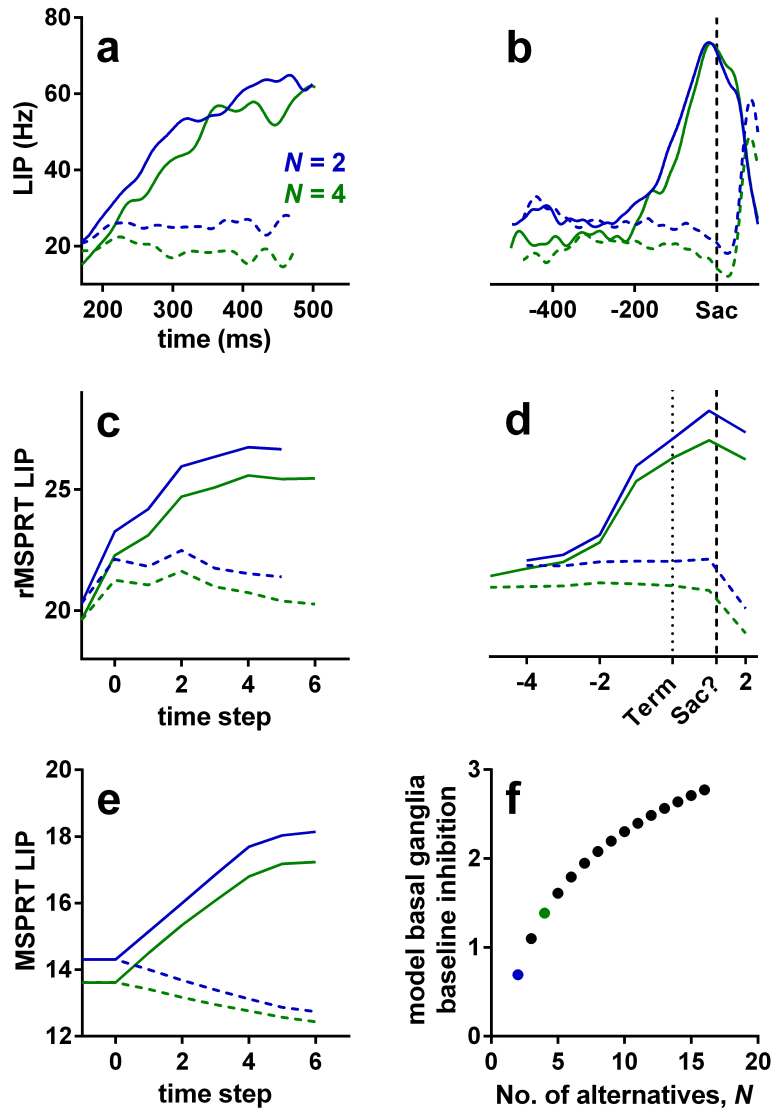 a
80
60
40
20
LIP (Hz)
N = 2
N = 4
200 300 400 500
time (ms)
b
-400 -200 Sac
c
25
20
rMSPRT LIP
0 2 4 6
time step
d
-4 -2 Term Sac? 2
e
20
18
16
14
12
MSPRT LIP
0 2 4 6
time step
f
3
2
1
0
model basal ganglia
baseline inhibition
0 5 10 15 20
No. of alternatives, N